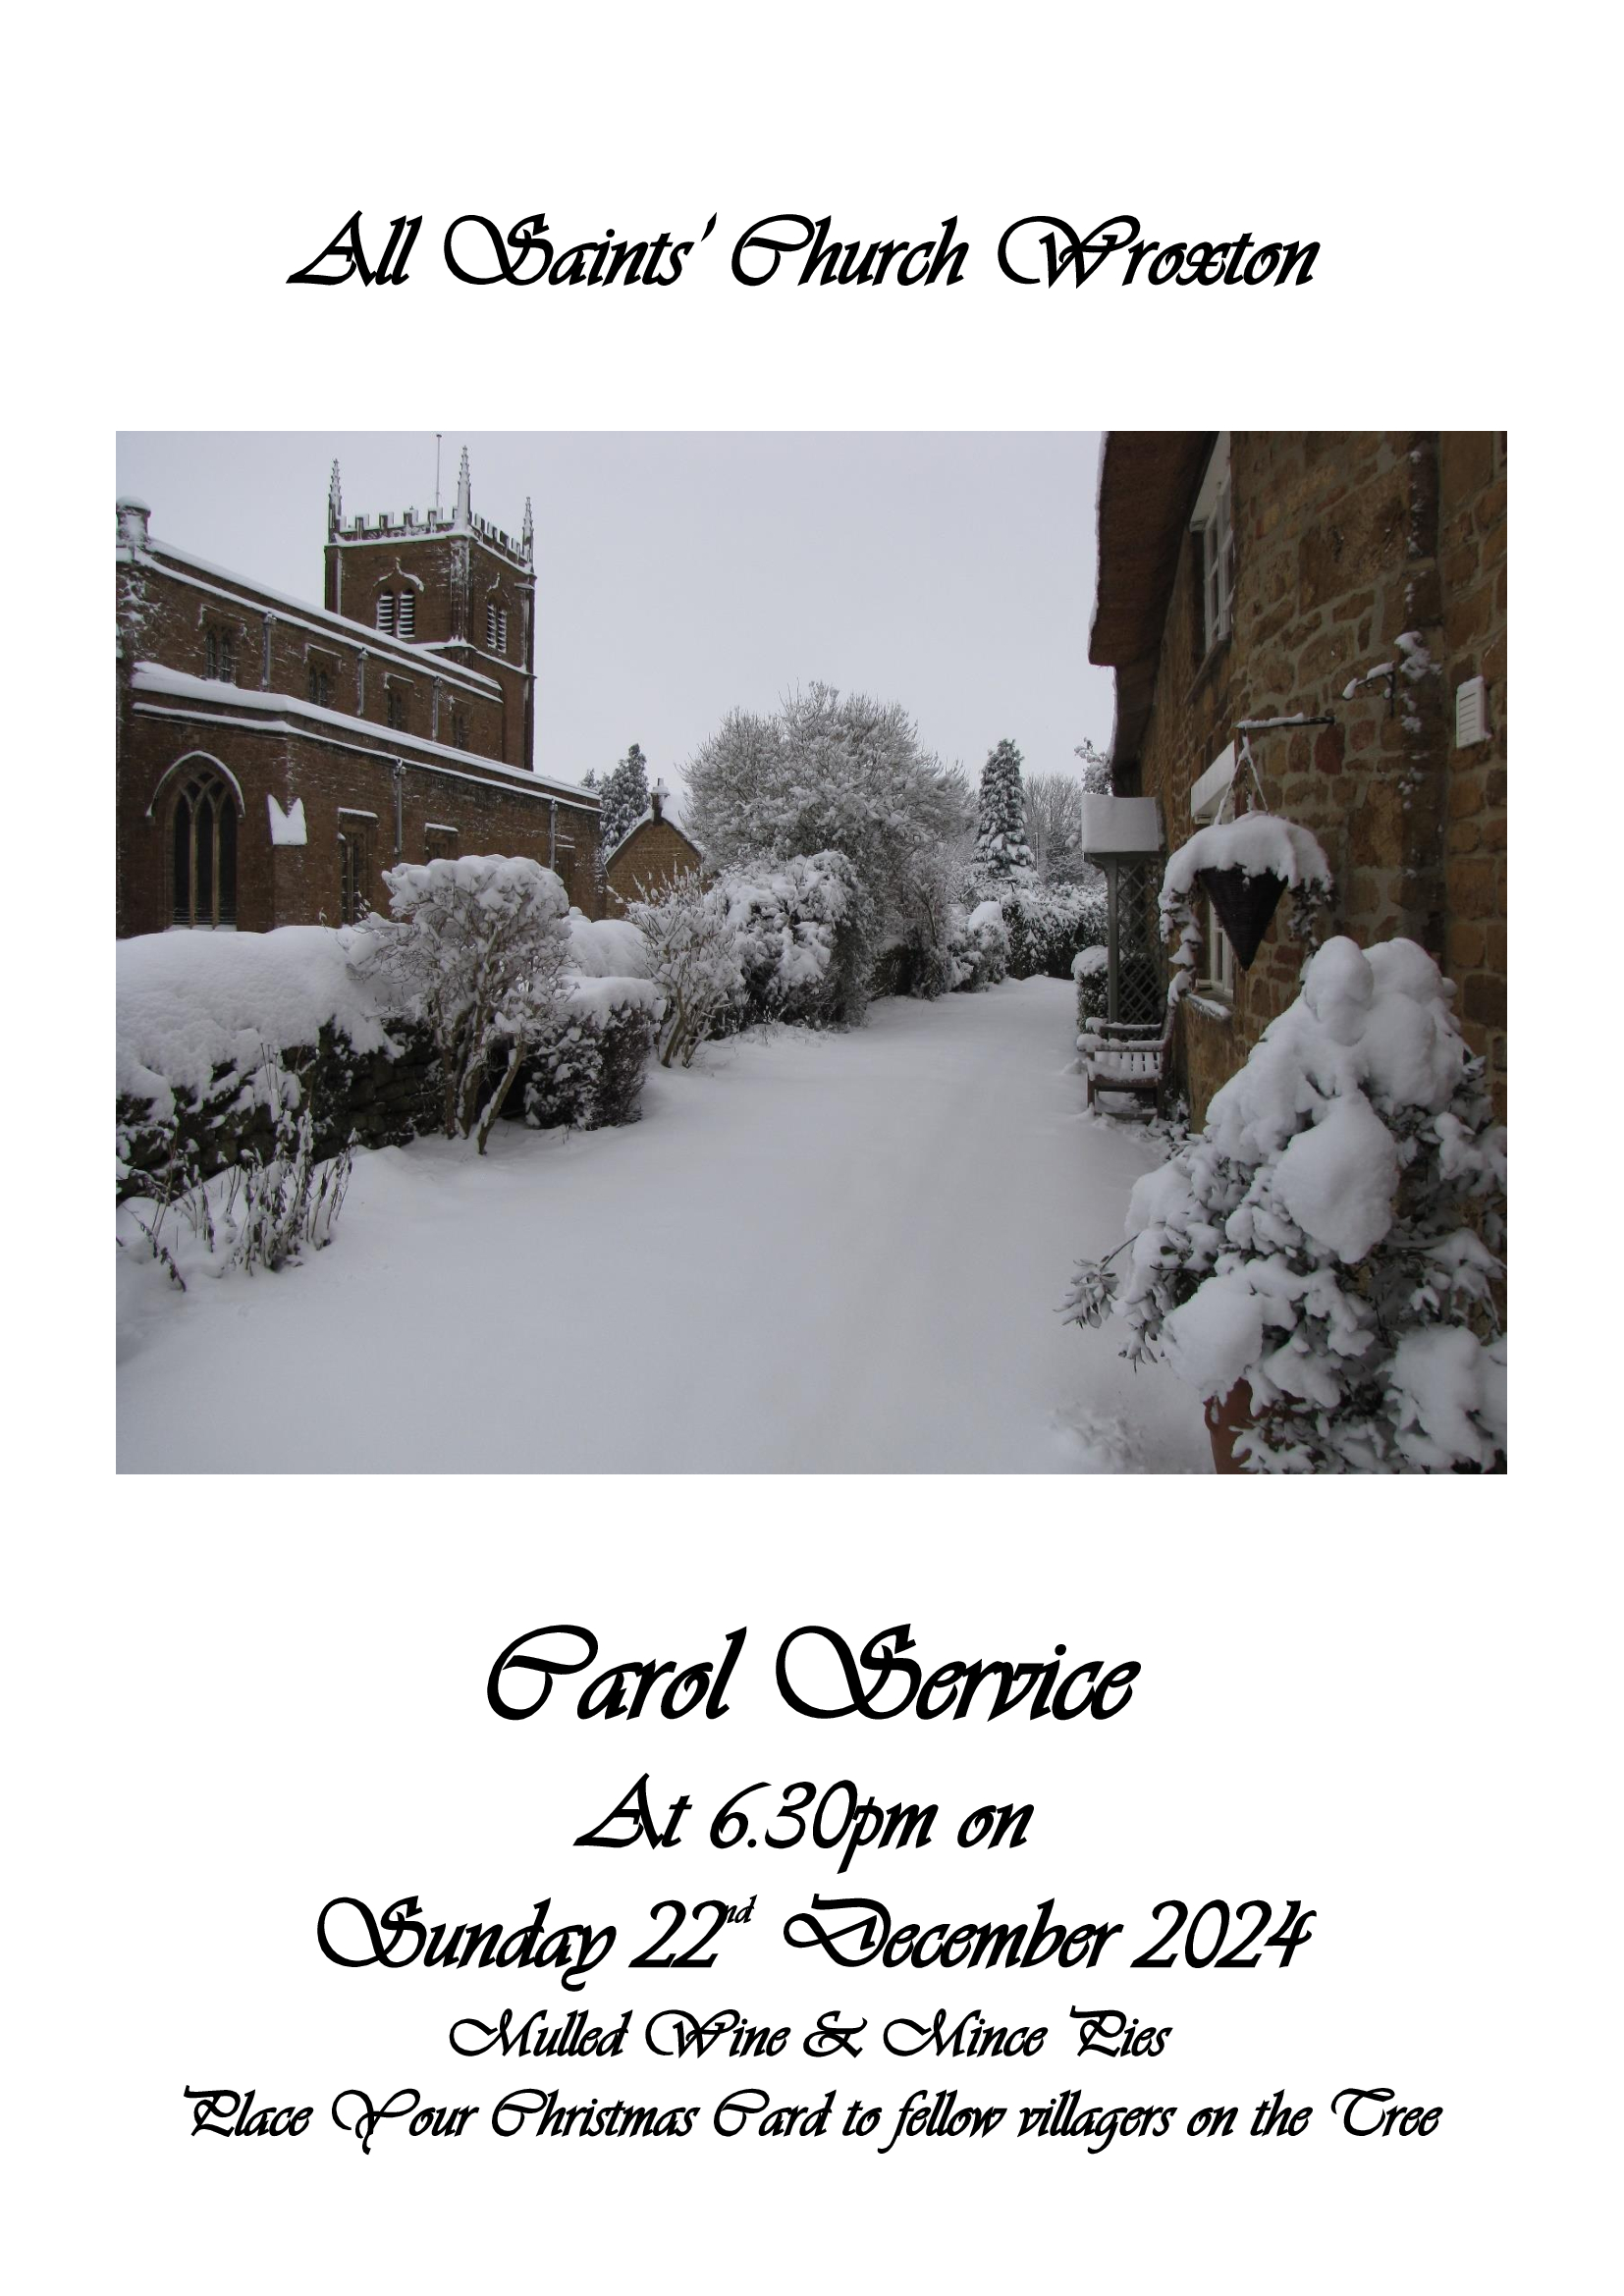 All Saints' Church Wroxton
Carol Service
At 6.30pm on
Sunday 22nd December 2024
Mulled Wine & Mince Pies
Place Your Christmas Card to fellow villagers on the Tree